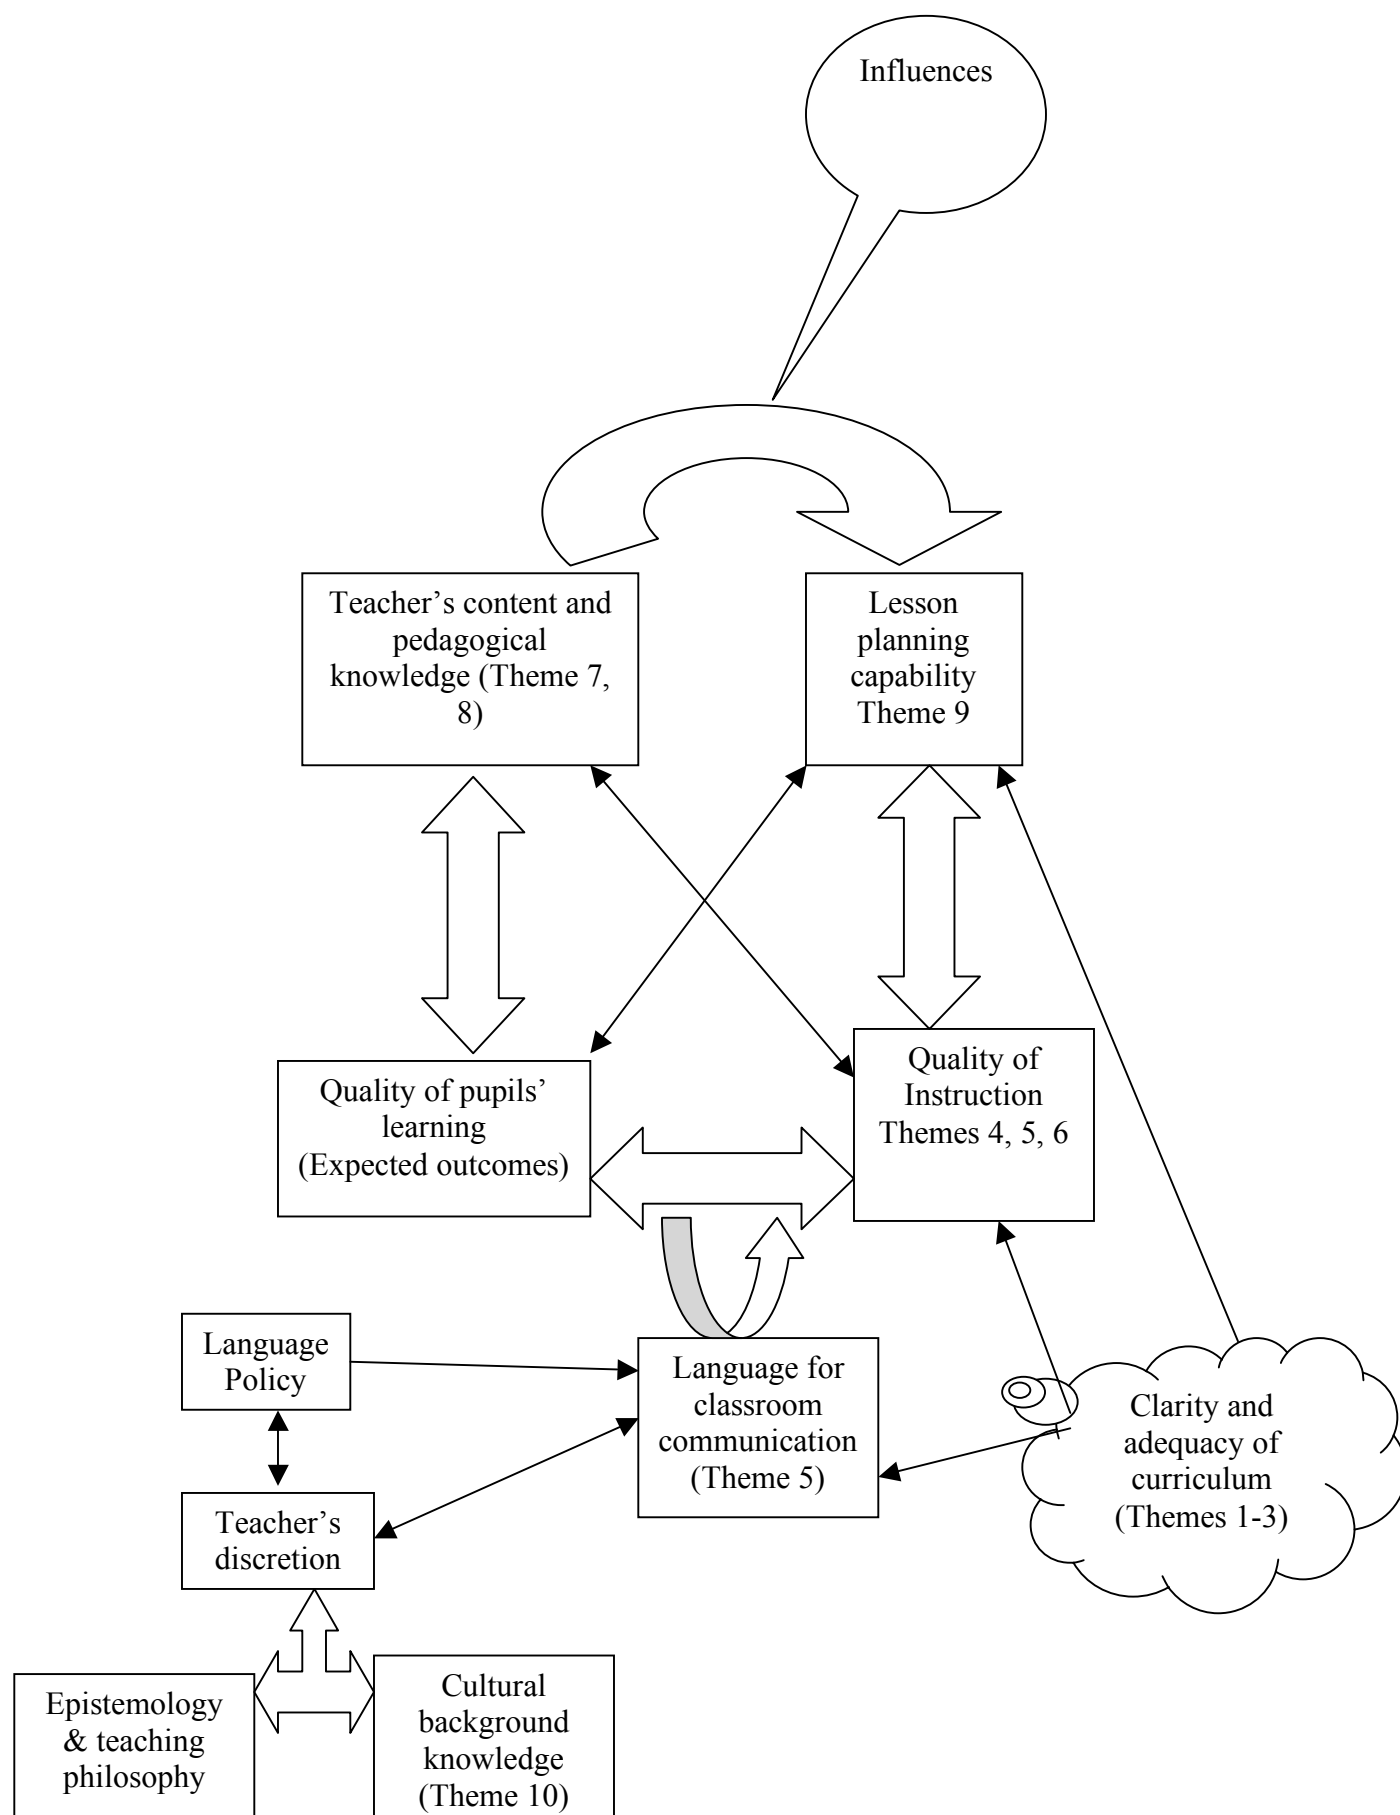 Influences
Teacher’s content and
pedagogical
knowledge (Theme 7,
8)
Lesson
planning
capability
Theme 9
Quality of pupils’
learning
(Expected outcomes)
Quality of
Instruction
Themes 4, 5, 6
Language
Policy
Language for
classroom
communication
(Theme 5)
Clarity and
adequacy of
curriculum
(Themes 1-3)
Teacher’s
discretion
Epistemology
& teaching
philosophy
Cultural
background
knowledge
(Theme 10)